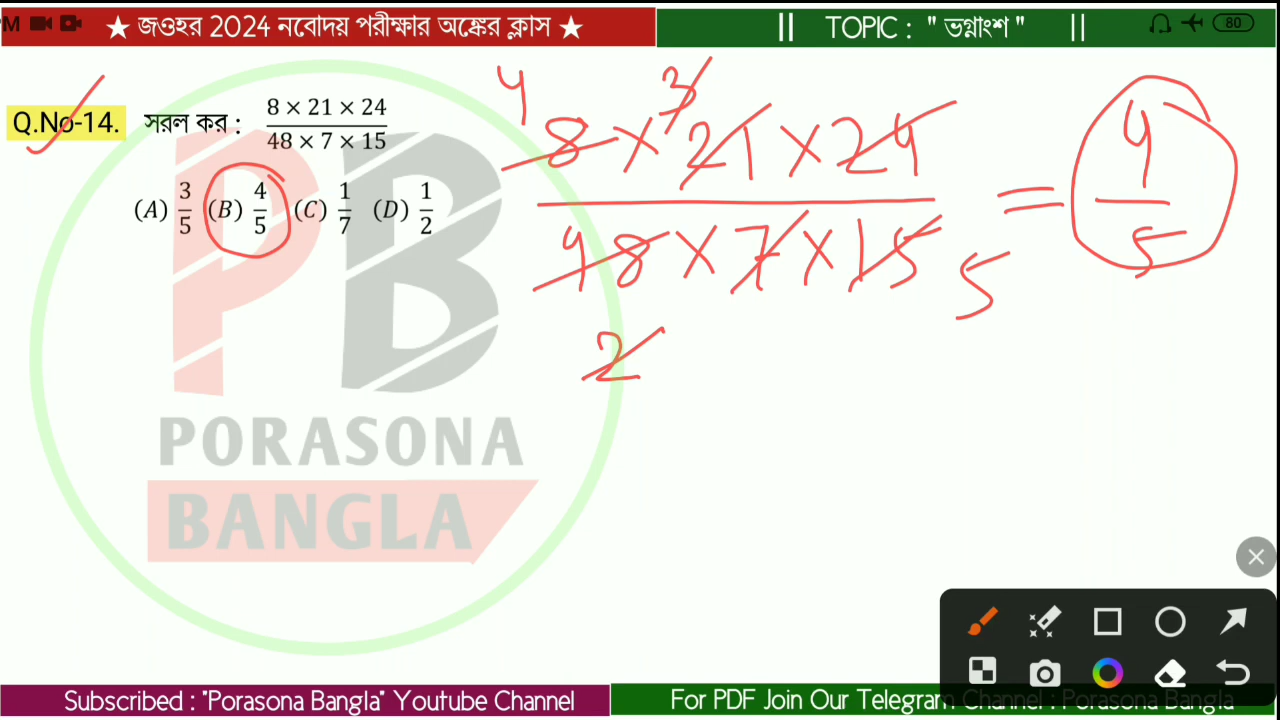 M ★ জওহর 2024 নবোদয় পরীক্ষার অঙ্কের ক্লাস ★ || TOPIC : " ভগ্নাংশ " || 80
Q.No-14. সরল কর : 8 × 21 × 24 / 48 × 7 × 15
(A) 3/5 (B) 4/5 (C) 1/7 (D) 1/2
4 3
8 × 21 × 24
48 × 7 × 15 5
2
= 4/5
PORASONA
BANGLA
Subscribed : "Porasona Bangla" Youtube Channel For PDF Join Our Telegram Channel : Porasona Bangla